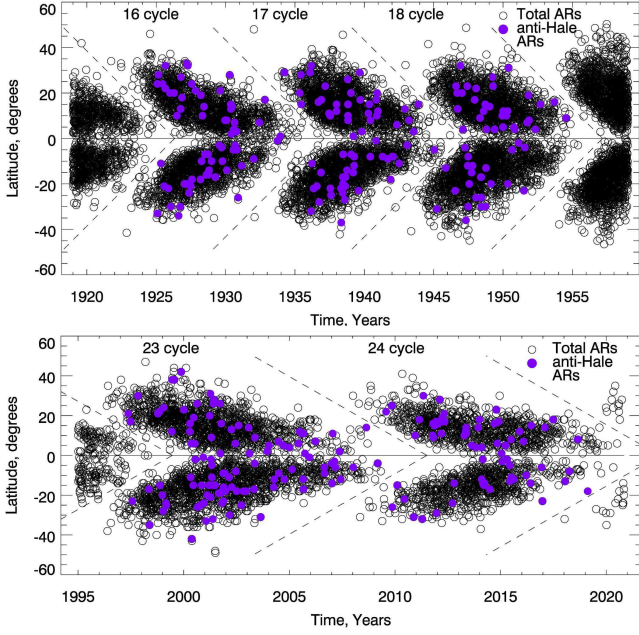 16 cycle 17 cycle 18 cycle Total ARs
anti-Hale
ARs
60
40
20
0
-20
-40
-60
Latitude, degrees
1920 1925 1930 1935 1940 1945 1950 1955
Time, Years
23 cycle 24 cycle Total ARs
anti-Hale
ARs
60
40
20
0
-20
-40
-60
Latitude, degrees
1995 2000 2005 2010 2015 2020
Time, Years